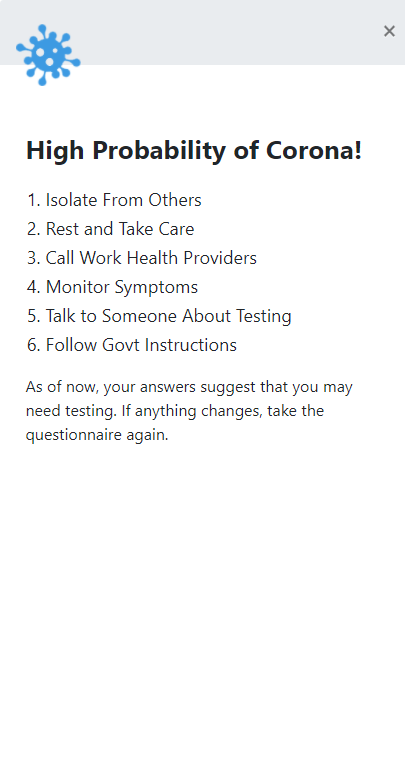 High Probability of Corona!
1. Isolate From Others
2. Rest and Take Care
3. Call Work Health Providers
4. Monitor Symptoms
5. Talk to Someone About Testing
6. Follow Govt Instructions
As of now, your answers suggest that you may
need testing. If anything changes, take the
questionnaire again.